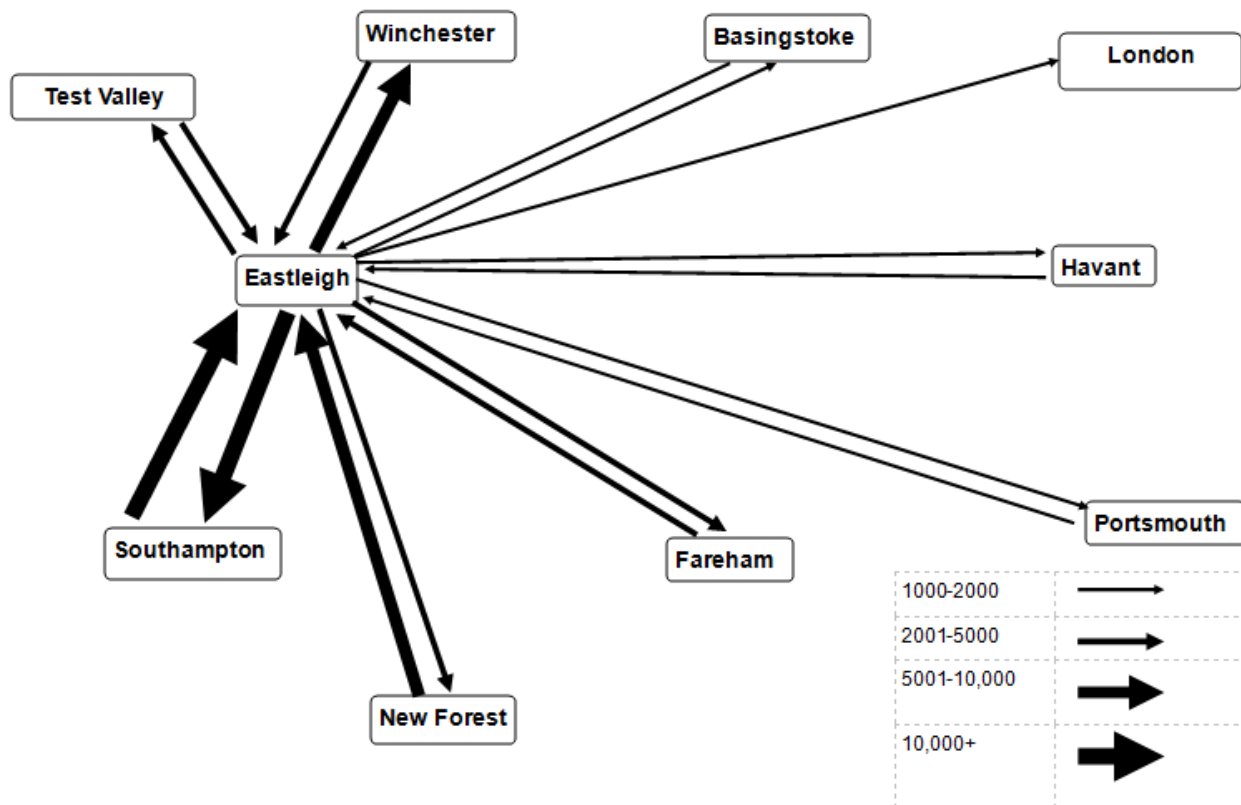 Winchester
Basingstoke
London
Test Valley
Eastleigh
Havant
Southampton
Fareham
Portsmouth
New Forest
1000-2000
2001-5000
5001-10,000
10,000+